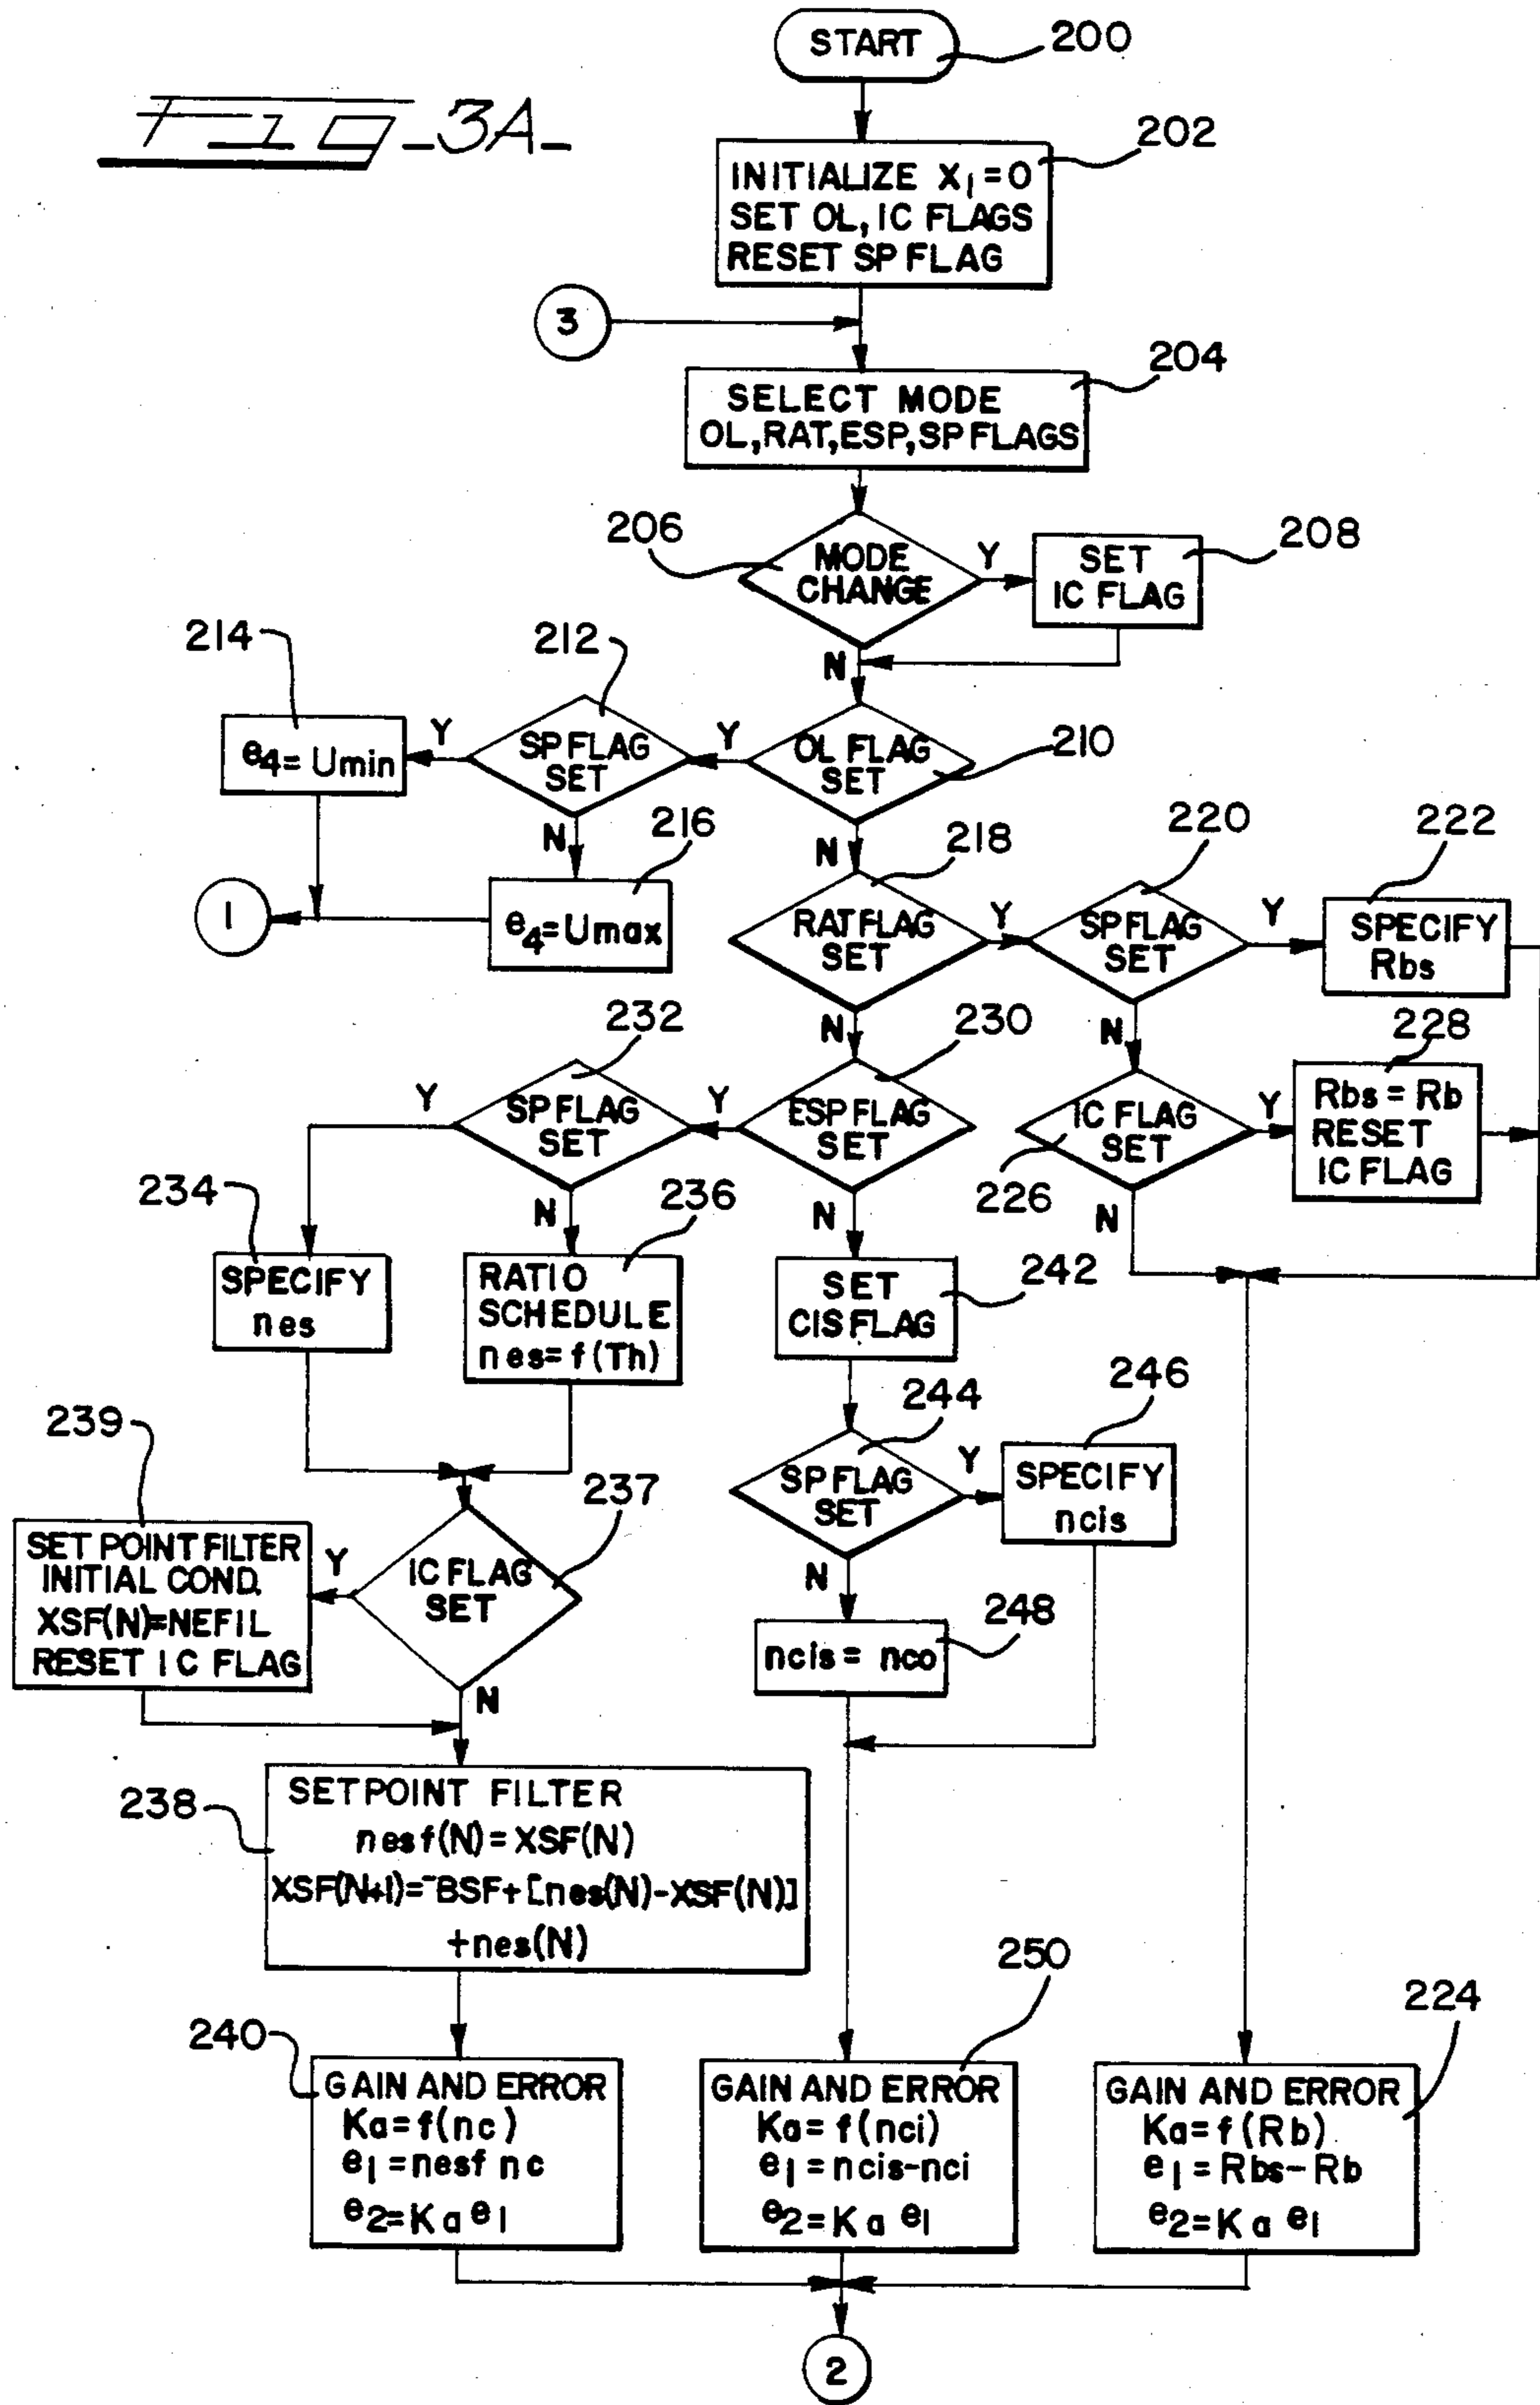 Fig-3A-
START
200
202
INITIALIZE X1=0
SET OL, IC FLAGS
RESET SP FLAG
3
204
SELECT MODE
OL,RAT,ESP,SP FLAGS
206
MODE
CHANGE
Y
SET
IC FLAG
208
N
214
212
e4=Umin
Y
SP FLAG
SET
Y
OL FLAG
SET
210
N
216
e4=Umax
1
N
218
220
222
RAT FLAG
SET
Y
SP FLAG
SET
Y
SPECIFY
Rbs
N
N
232
230
228
Y
SP FLAG
SET
Y
ESP FLAG
SET
IC FLAG
SET
Y
Rbs=Rb
RESET
IC FLAG
226
N
234
N
236
N
SPECIFY
nes
RATIO
SCHEDULE
nes=f(Th)
SET
CIS FLAG
242
239
237
244
246
SP FLAG
SET
Y
SPECIFY
ncis
SET POINT FILTER
INITIAL COND.
XSF(N)=NEFIL
RESET IC FLAG
Y
IC FLAG
SET
N
N
ncis= nco
248
238
SETPOINT FILTER
nesf(N)=XSF(N)
XSF(N+1)=-BSF+[nes(N)-XSF(N)]
+nes(N)
240
250
224
GAIN AND ERROR
Ka=f(nc)
e1=nesf nc
e2=Ka e1
GAIN AND ERROR
Ka=f(nci)
e1=ncis-nci
e2=Ka e1
GAIN AND ERROR
Ka=f(Rb)
e1=Rbs-Rb
e2=Ka e1
2